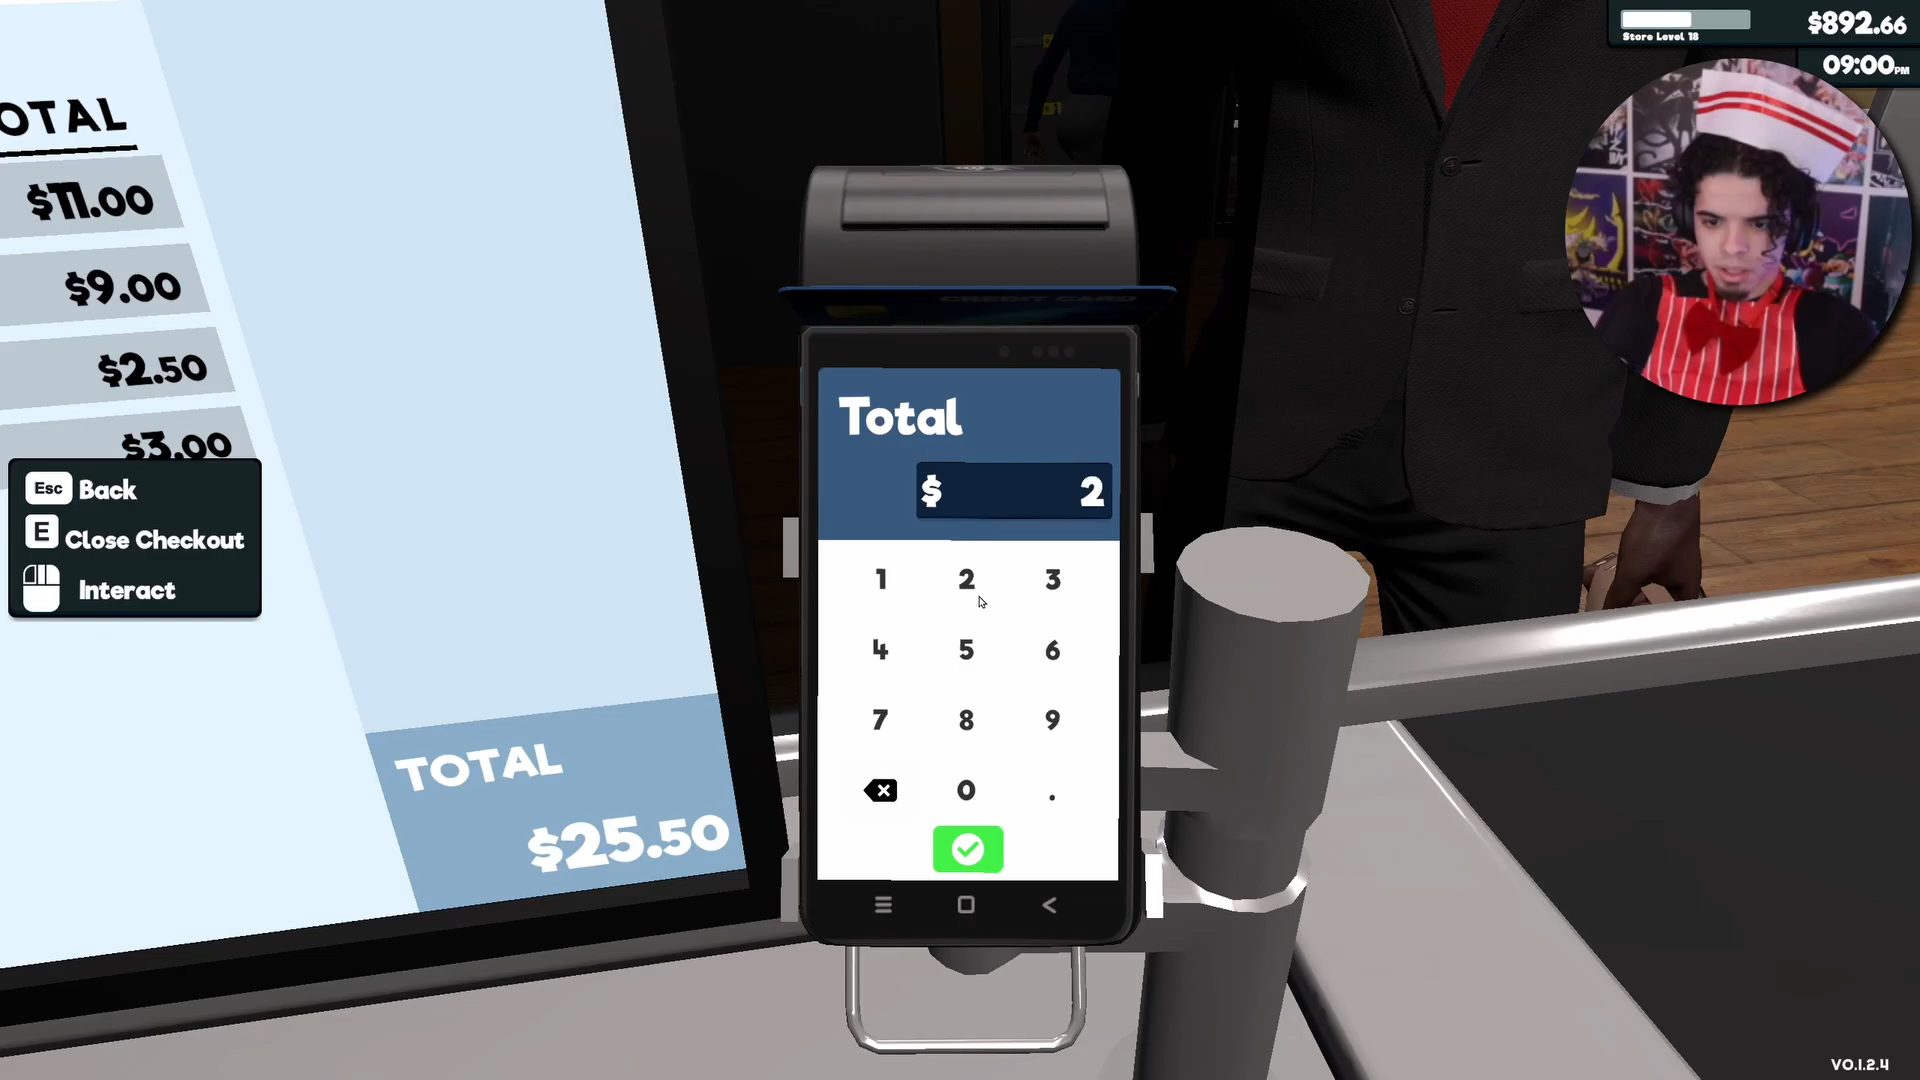 $892.66
Store Level 18
09:00PM
OTAL
$11.00
$9.00
$2.50
$3.00
Esc Back
E Close Checkout
Interact
CREDIT CARD
Total
$ 2
1 2 3
4 5 6
7 8 9
0 .
TOTAL
$25.50
V0.1.2.4